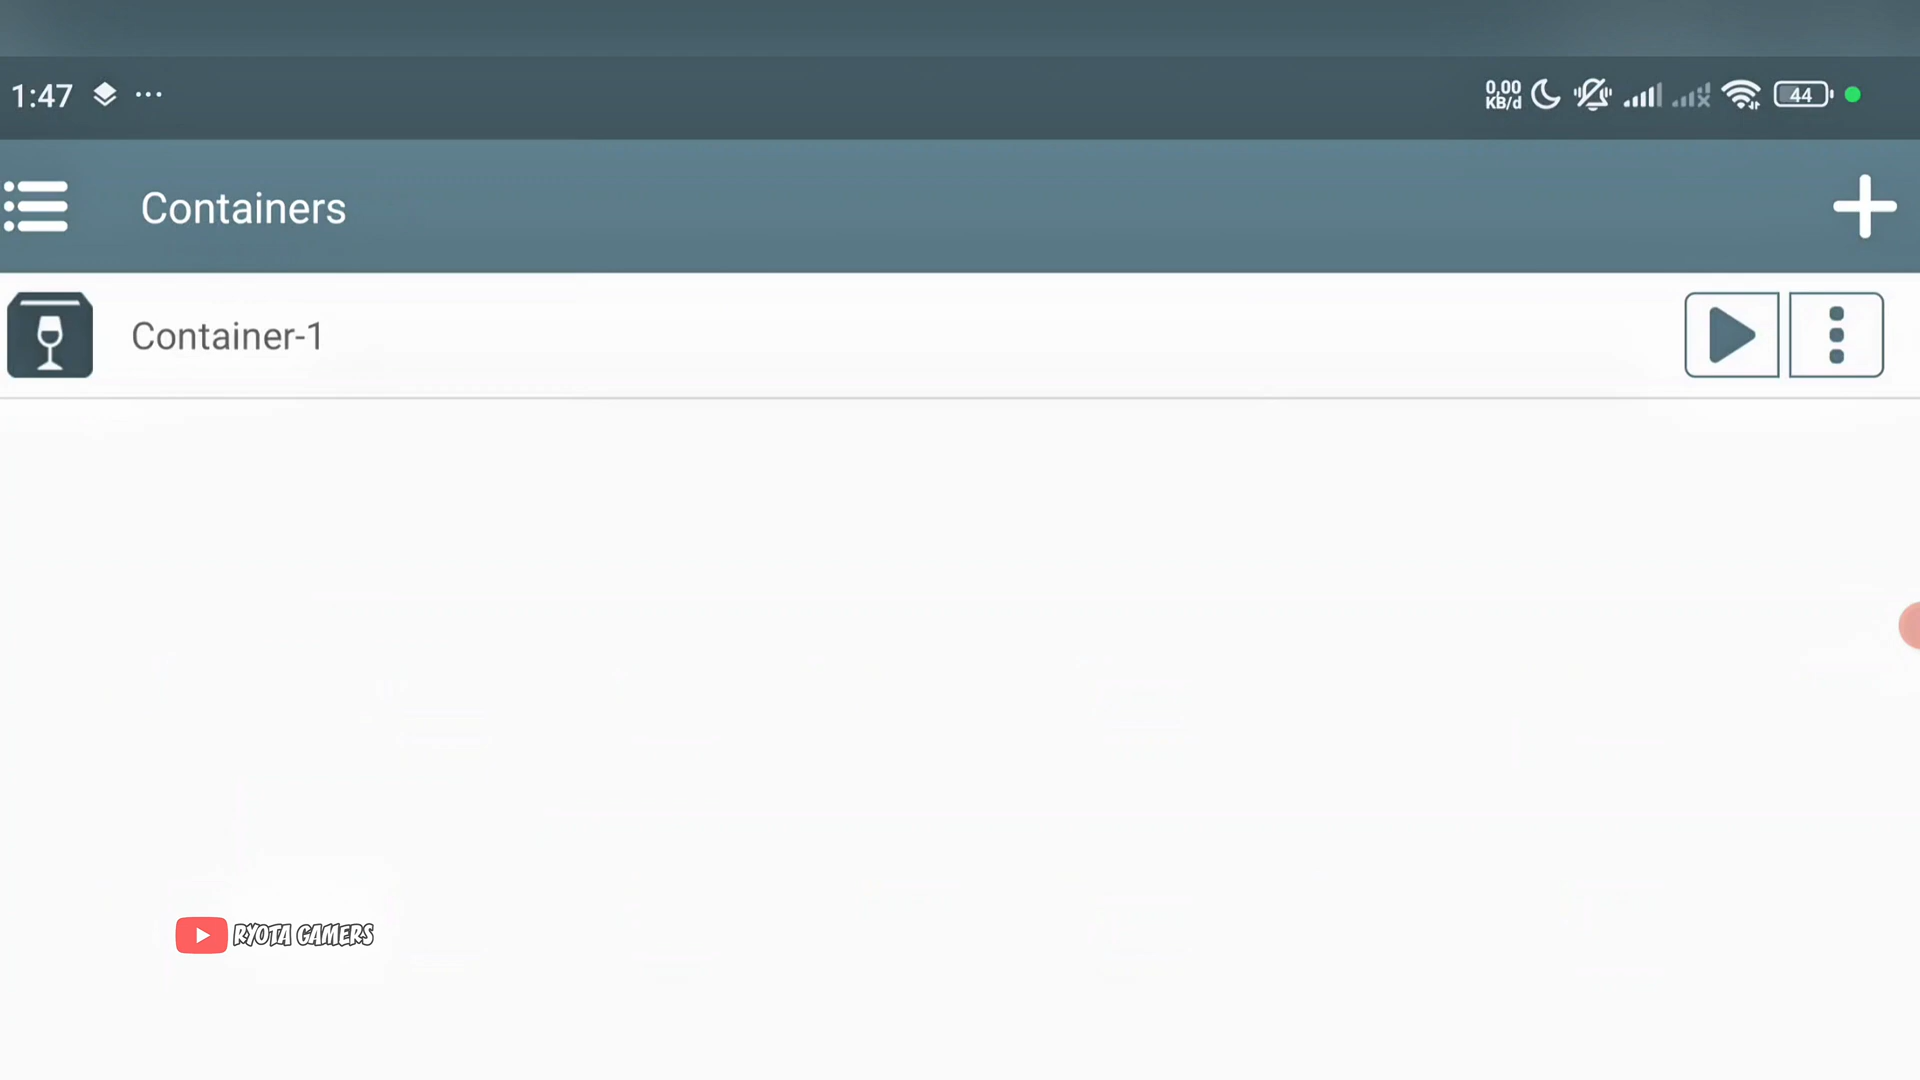 1:47
0,00
KB/d
44
Containers
Container-1
RYOTA GAMERS